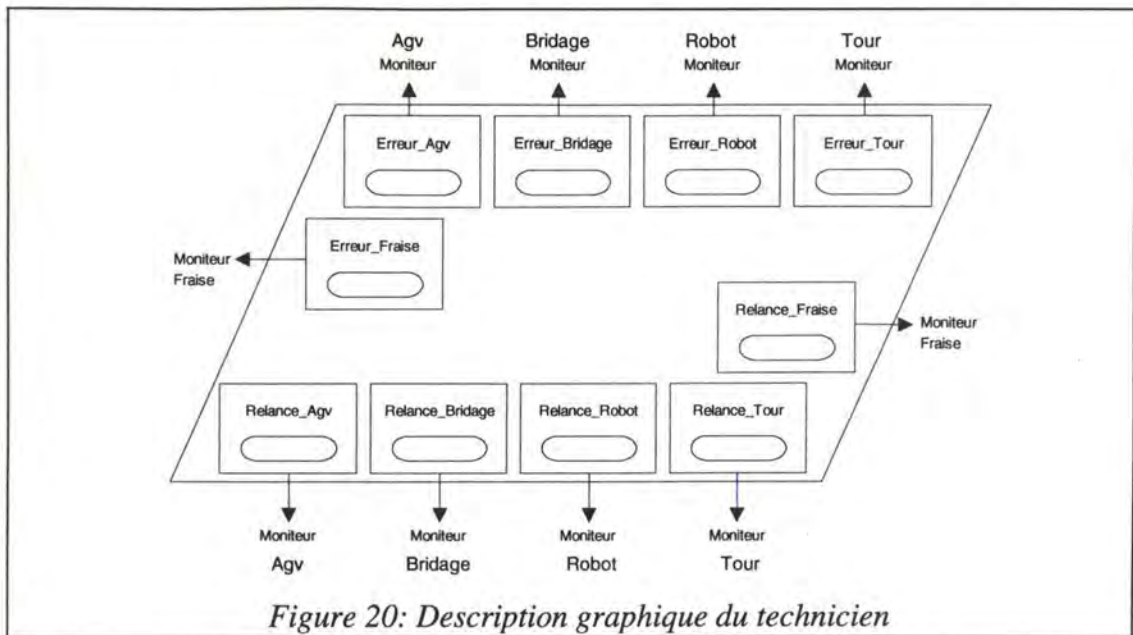 Agv Bridage Robot Tour
Moniteur Moniteur Moniteur Moniteur
Erreur_Agv Erreur_Bridage Erreur_Robot Erreur_Tour
Erreur_Fraise
Moniteur
Fraise
Relance_Fraise
Moniteur
Fraise
Relance_Agv Relance_Bridage Relance_Robot Relance_Tour
Moniteur Moniteur Moniteur Moniteur
Agv Bridage Robot Tour
Figure 20: Description graphique du technicien